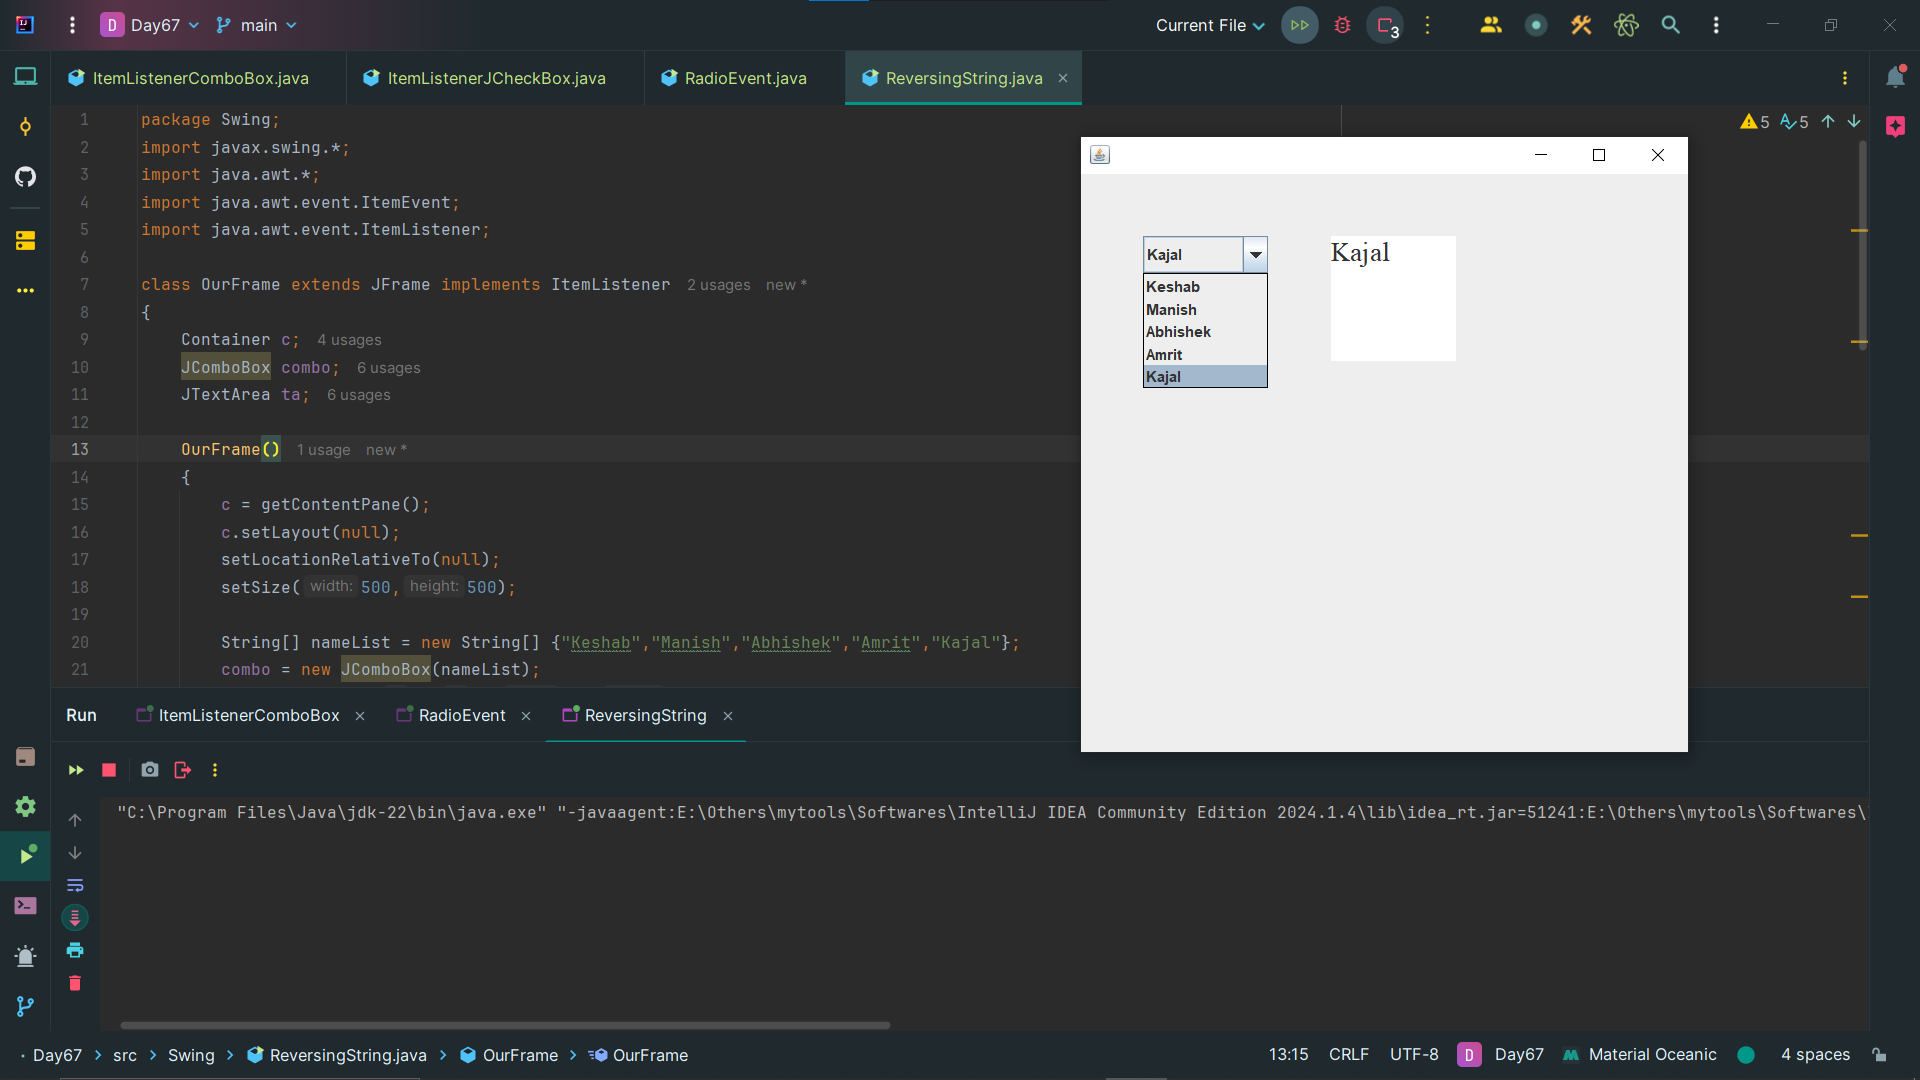 D Day67 main Current File 3
ItemListenerComboBox.java ItemListenerJCheckBox.java RadioEvent.java ReversingString.java
1 package Swing;
2 import javax.swing.*;
3 import java.awt.*;
4 import java.awt.event.ItemEvent;
5 import java.awt.event.ItemListener;
6
7 class OurFrame extends JFrame implements ItemListener 2 usages new *
8 {
9 Container c; 4 usages
10 JComboBox combo; 6 usages
11 JTextArea ta; 6 usages
12
13 OurFrame() 1 usage new *
14 {
15 c = getContentPane();
16 c.setLayout(null);
17 setLocationRelativeTo(null);
18 setSize( width: 500, height: 500);
19
20 String[] nameList = new String[] {"Keshab","Manish","Abhishek","Amrit","Kajal"};
21 combo = new JComboBox(nameList);
5 5
Kajal
Keshab
Manish
Abhishek
Amrit
Kajal
Kajal
Run ItemListenerComboBox RadioEvent ReversingString
"C:\Program Files\Java\jdk-22\bin\java.exe" "-javaagent:E:\Others\mytools\Softwares\IntelliJ IDEA Community Edition 2024.1.4\lib\idea_rt.jar=51241:E:\Others\mytools\Softwares\
Day67 > src > Swing > ReversingString.java > OurFrame > OurFrame 13:15 CRLF UTF-8 D Day67 Material Oceanic 4 spaces